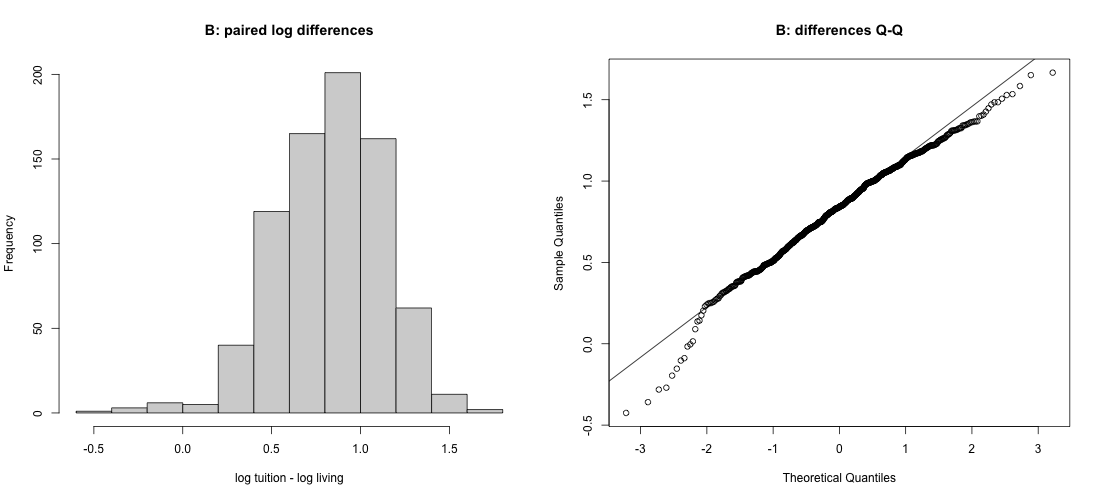 B: paired log differences
Frequency
200
150
100
50
0
-0.5 0.0 0.5 1.0 1.5
log tuition - log living
B: differences Q-Q
Sample Quantiles
1.5
1.0
0.5
0.0
-0.5
-3 -2 -1 0 1 2 3
Theoretical Quantiles